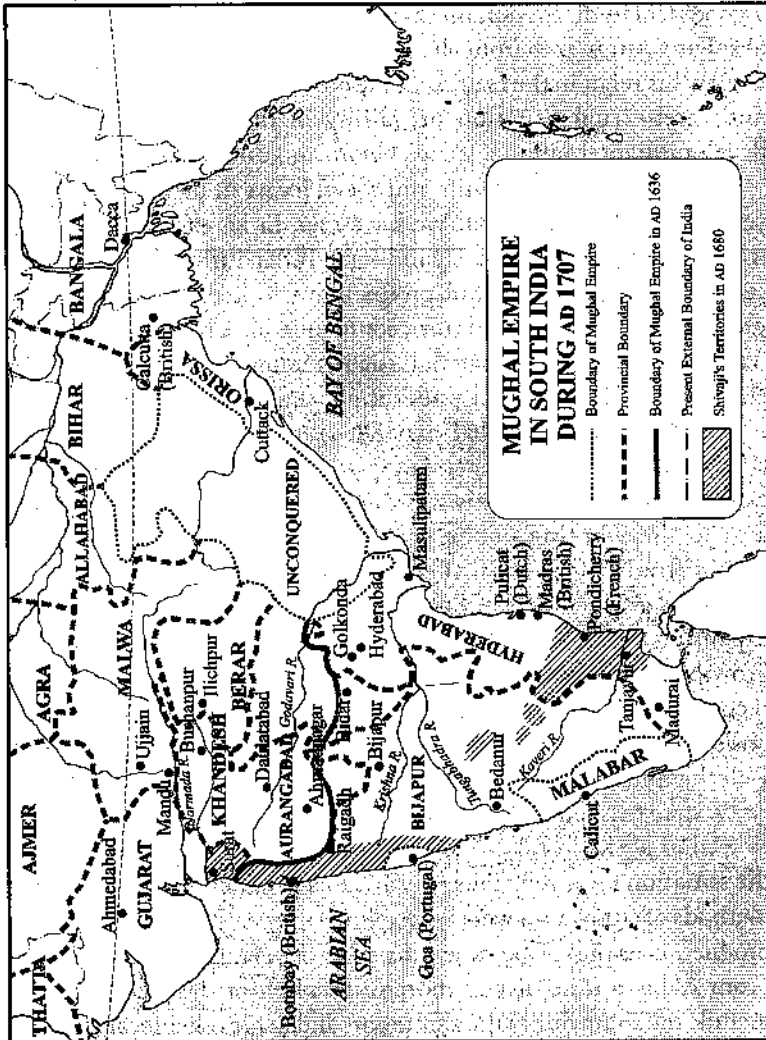 MUGHAL EMPIRE
IN SOUTH INDIA
DURING AD 1707
Boundary of Mughal Empire
Provincial Boundary
Boundary of Mughal Empire in AD 1636
Present External Boundary of India
Shivaji's Territories in AD 1680
THATTA
AJMER
AGRA
ALLAHABAD
BIHAR
BANGALA
Dacca
Ahmedabad
GUJARAT
Ujjain
MALWA
Calcutta
(British)
ORISSA
Cuttack
Mandu
Narmada R.
Burhanpur
Ilichpur
KHANDESH
BERAR
Daulatabad
AURANGABAD
Godavari R.
Ahmednagar
UNCONQUERED
BAY OF BENGAL
Bombay (British)
ARABIAN
SEA
Raigadh
Bidar
Golkonda
Hyderabad
Bijapur
Masulipatam
Krishna R.
BIJAPUR
HYDERABAD
Goa (Portugal)
Tungabhadra R.
Bedanur
Pulicat
(Dutch)
Madras
(British)
Pondicherry
(French)
Kaveri R.
Calicut
MALABAR
Tanjavur
Madurai